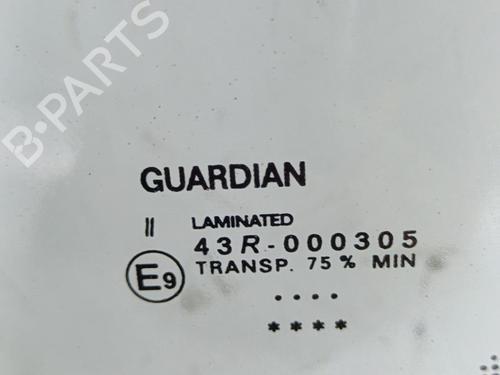 B-PARTS
GUARDIAN
II LAMINATED
43R-000305
E9 TRANSP. 75% MIN
....
****